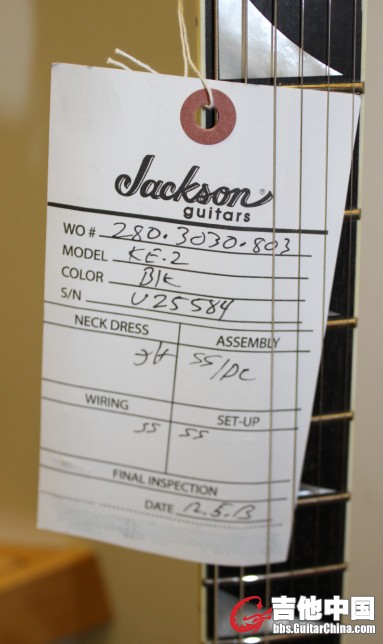 Jackson®
guitars
WO # 280.3030.803
MODEL KE.2
COLOR Blk
S/N U25584
NECK DRESS ASSEMBLY
SS/DC
WIRING SET-UP
SS SS
FINAL INSPECTION
DATE 12.5.13
吉他中国
bbs.GuitarChina.com